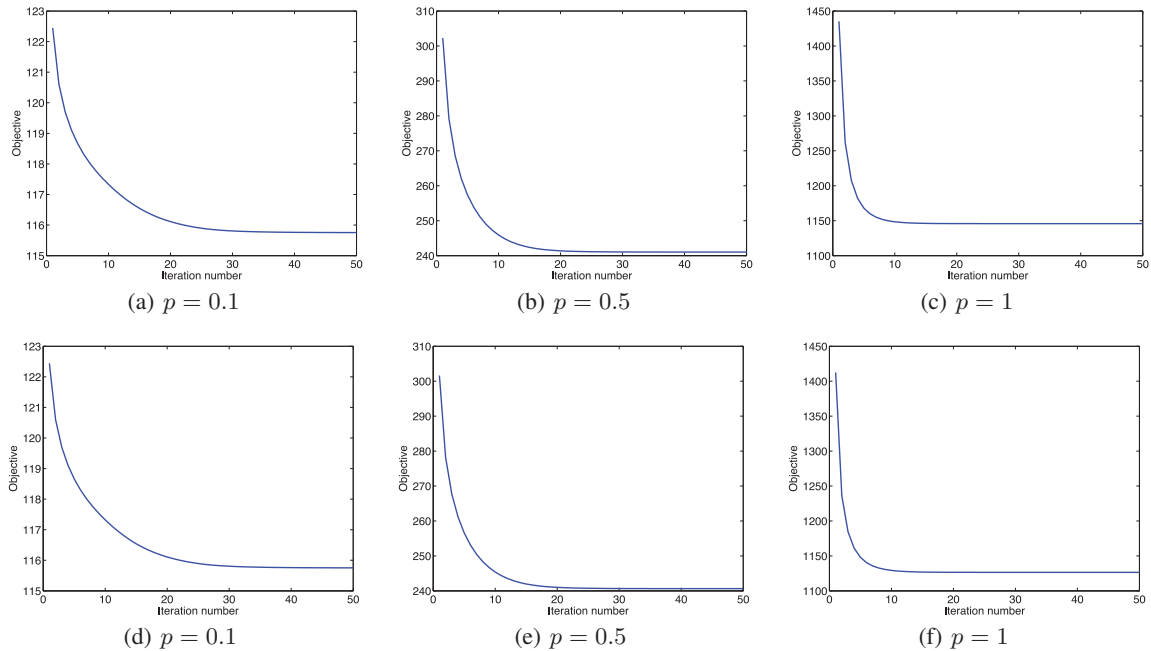 123
122
121
120
119
118
117
116
115
Objective
0 10 20 30 40 50
Iteration number
(a) p = 0.1
310
300
290
280
270
260
250
240
Objective
0 10 20 30 40 50
Iteration number
(b) p = 0.5
1450
1400
1350
1300
1250
1200
1150
1100
Objective
0 10 20 30 40 50
Iteration number
(c) p = 1
123
122
121
120
119
118
117
116
115
Objective
0 10 20 30 40 50
Iteration number
(d) p = 0.1
310
300
290
280
270
260
250
240
Objective
0 10 20 30 40 50
Iteration number
(e) p = 0.5
1450
1400
1350
1300
1250
1200
1150
1100
Objective
0 10 20 30 40 50
Iteration number
(f) p = 1